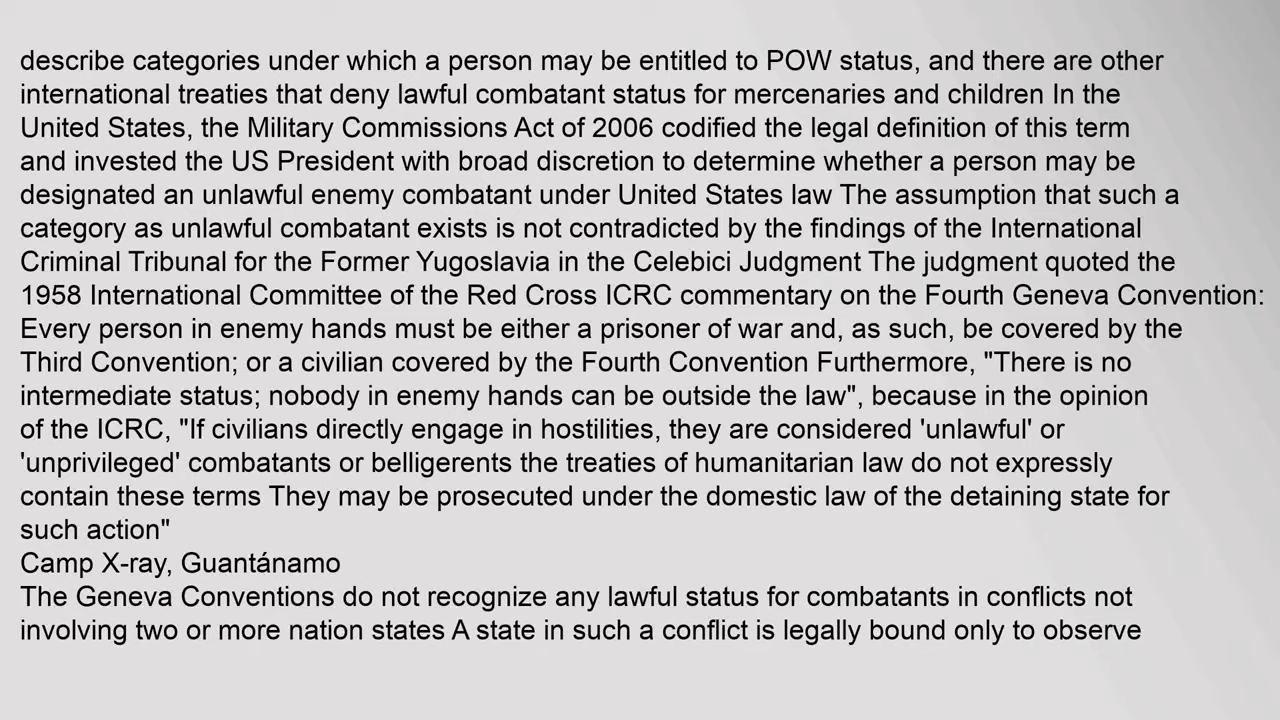 describe categories under which a person may be entitled to POW status, and there are other
international treaties that deny lawful combatant status for mercenaries and children In the
United States, the Military Commissions Act of 2006 codified the legal definition of this term
and invested the US President with broad discretion to determine whether a person may be
designated an unlawful enemy combatant under United States law The assumption that such a
category as unlawful combatant exists is not contradicted by the findings of the International
Criminal Tribunal for the Former Yugoslavia in the Celebici Judgment The judgment quoted the
1958 International Committee of the Red Cross ICRC commentary on the Fourth Geneva Convention:
Every person in enemy hands must be either a prisoner of war and, as such, be covered by the
Third Convention; or a civilian covered by the Fourth Convention Furthermore, "There is no
intermediate status; nobody in enemy hands can be outside the law", because in the opinion
of the ICRC, "If civilians directly engage in hostilities, they are considered 'unlawful' or
'unprivileged' combatants or belligerents the treaties of humanitarian law do not expressly
contain these terms They may be prosecuted under the domestic law of the detaining state for
such action"
Camp X-ray, Guantánamo
The Geneva Conventions do not recognize any lawful status for combatants in conflicts not
involving two or more nation states A state in such a conflict is legally bound only to observe